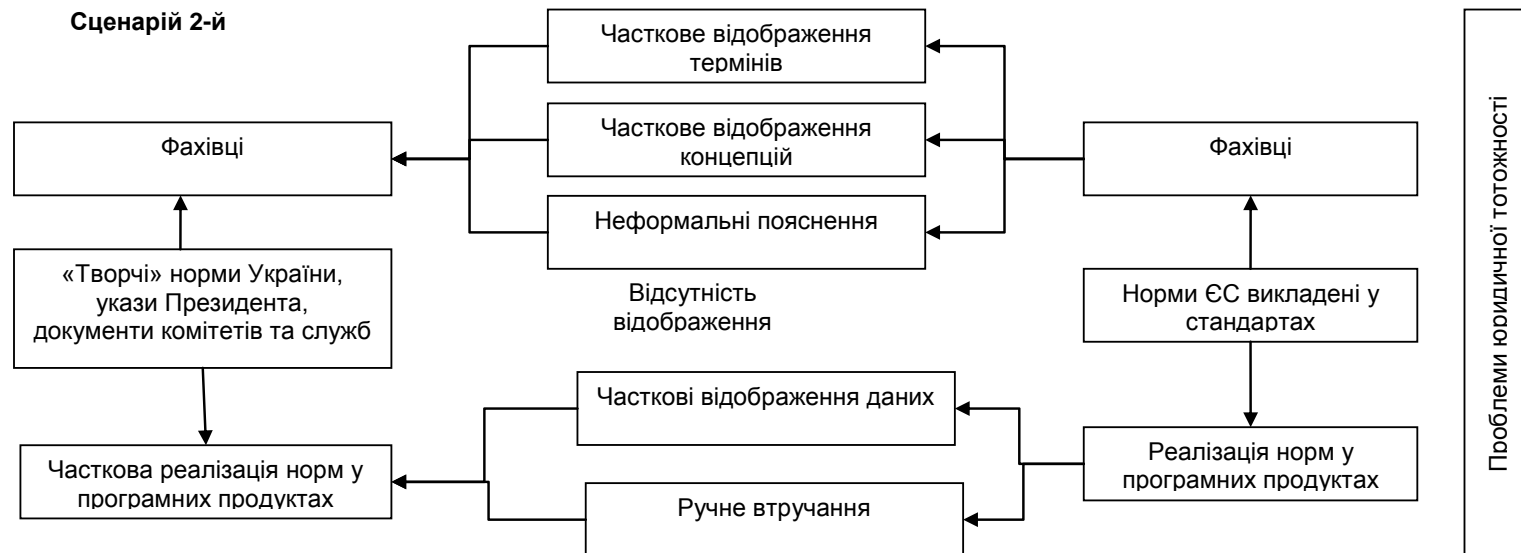 Сценарій 2-й
Часткове відображення
термінів
Часткове відображення
концепцій
Неформальні пояснення
Фахівці
Фахівці
«Творчі» норми України,
укази Президента,
документи комітетів та служб
Відсутність
відображення
Норми ЄС викладені у
стандартах
Часткові відображення даних
Ручне втручання
Часткова реалізація норм у
програмних продуктах
Реалізація норм у
програмних продуктах
Проблеми юридичної тотожності